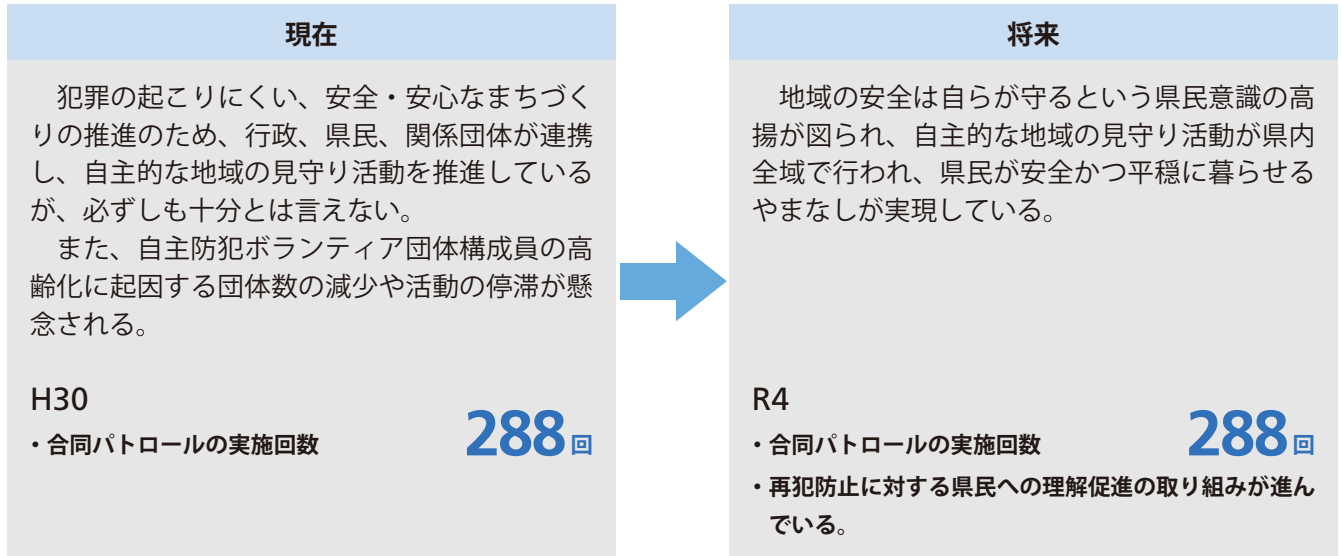 現在
犯罪の起こりにくい、安全・安心なまちづく
りの推進のため、行政、県民、関係団体が連携
し、自主的な地域の見守り活動を推進している
が、必ずしも十分とは言えない。
また、自主防犯ボランティア団体構成員の高
齢化に起因する団体数の減少や活動の停滞が懸
念される。
H30
・合同パトロールの実施回数 288回
将来
地域の安全は自らが守るという県民意識の高
揚が図られ、自主的な地域の見守り活動が県内
全域で行われ、県民が安全かつ平穏に暮らせる
やまなしが実現している。
R4
・合同パトロールの実施回数 288回
・再犯防止に対する県民への理解促進の取り組みが進ん
でいる。